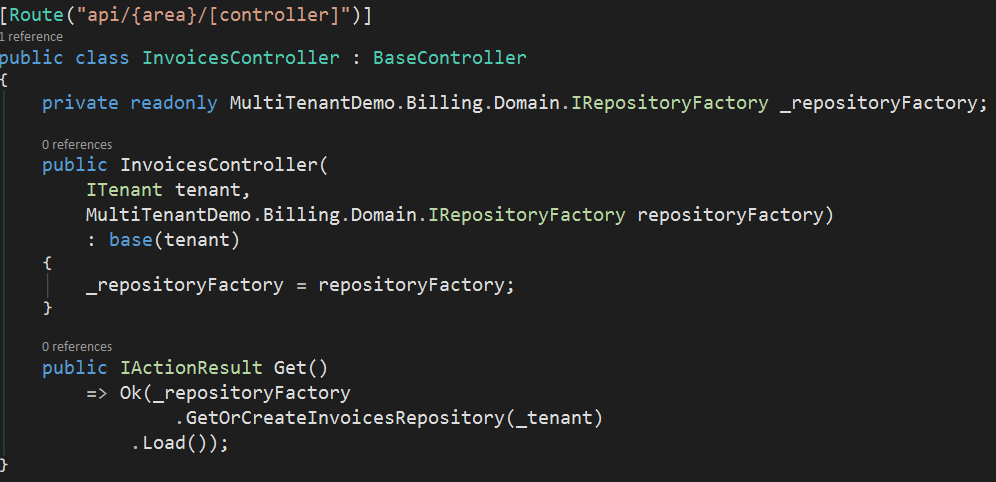 [Route("api/{area}/[controller]")]
1 reference
public class InvoicesController : BaseController
{
private readonly MultiTenantDemo.Billing.Domain.IRepositoryFactory _repositoryFactory;
0 references
public InvoicesController(
ITenant tenant,
MultiTenantDemo.Billing.Domain.IRepositoryFactory repositoryFactory)
: base(tenant)
{
_repositoryFactory = repositoryFactory;
}
0 references
public IActionResult Get()
=> Ok(_repositoryFactory
.GetOrCreateInvoicesRepository(_tenant)
.Load());
}